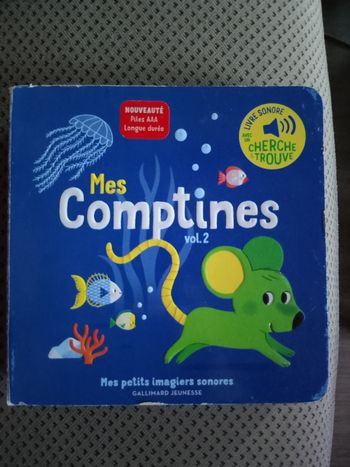 NOUVEAUTÉ
Piles AAA
Longue durée
LIVRE SONORE
AVEC UN
CHERCHE
& TROUVE
Mes
Comptines
vol.2
Mes petits imagiers sonores
GALLIMARD JEUNESSE